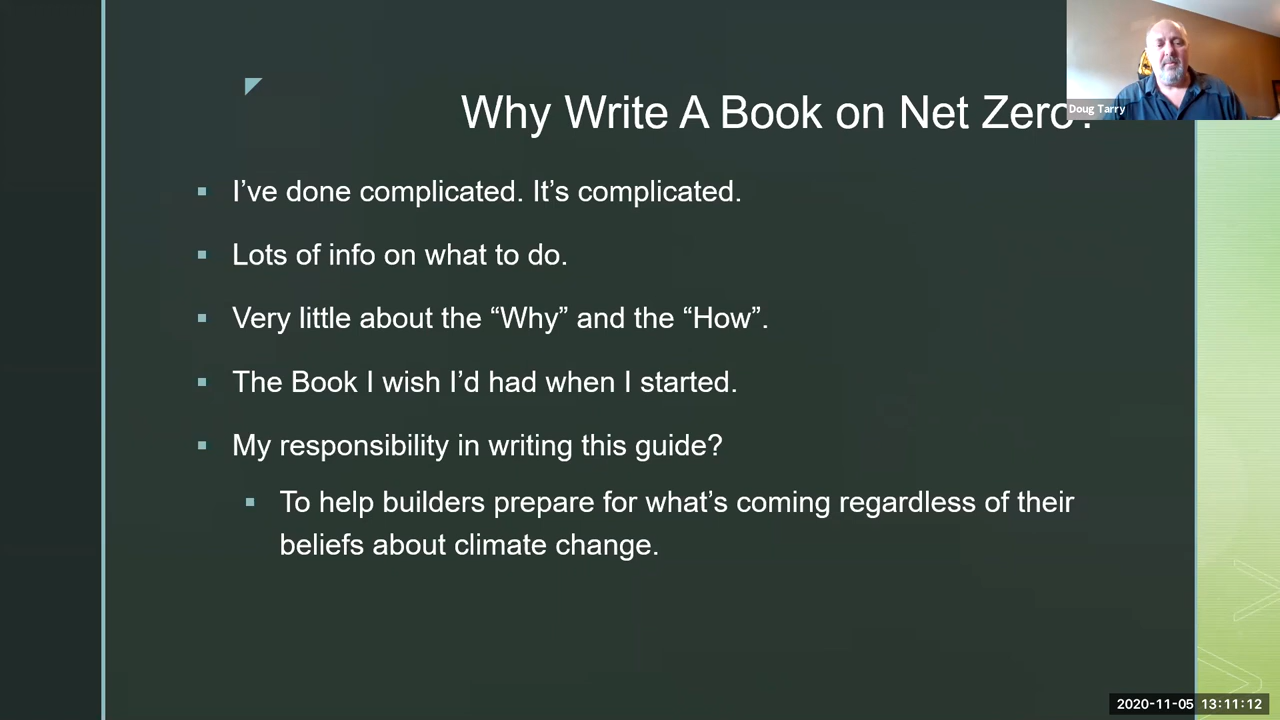 Why Write A Book on Net Zero?
Doug Tarry
I’ve done complicated. It’s complicated.
Lots of info on what to do.
Very little about the “Why” and the “How”.
The Book I wish I’d had when I started.
My responsibility in writing this guide?
To help builders prepare for what’s coming regardless of their
beliefs about climate change.
2020-11-05 13:11:12